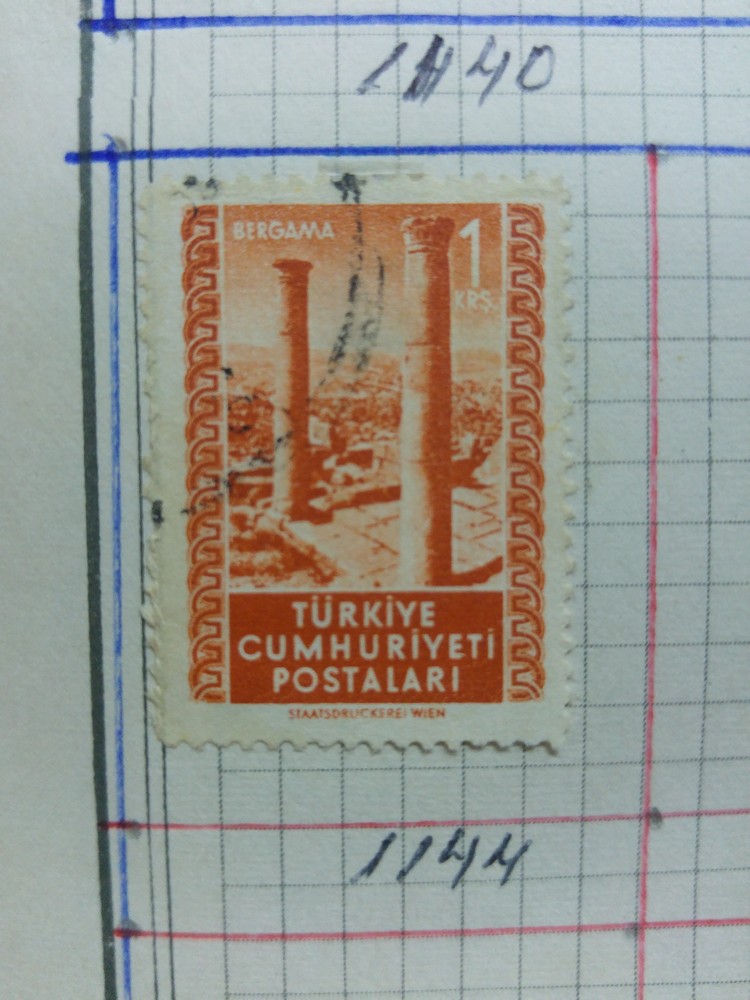 1140
BERGAMA
1
KRŞ.
TÜRKİYE
CUMHURİYETİ
POSTALARI
STAATSDRUCKEREI WIEN
1144